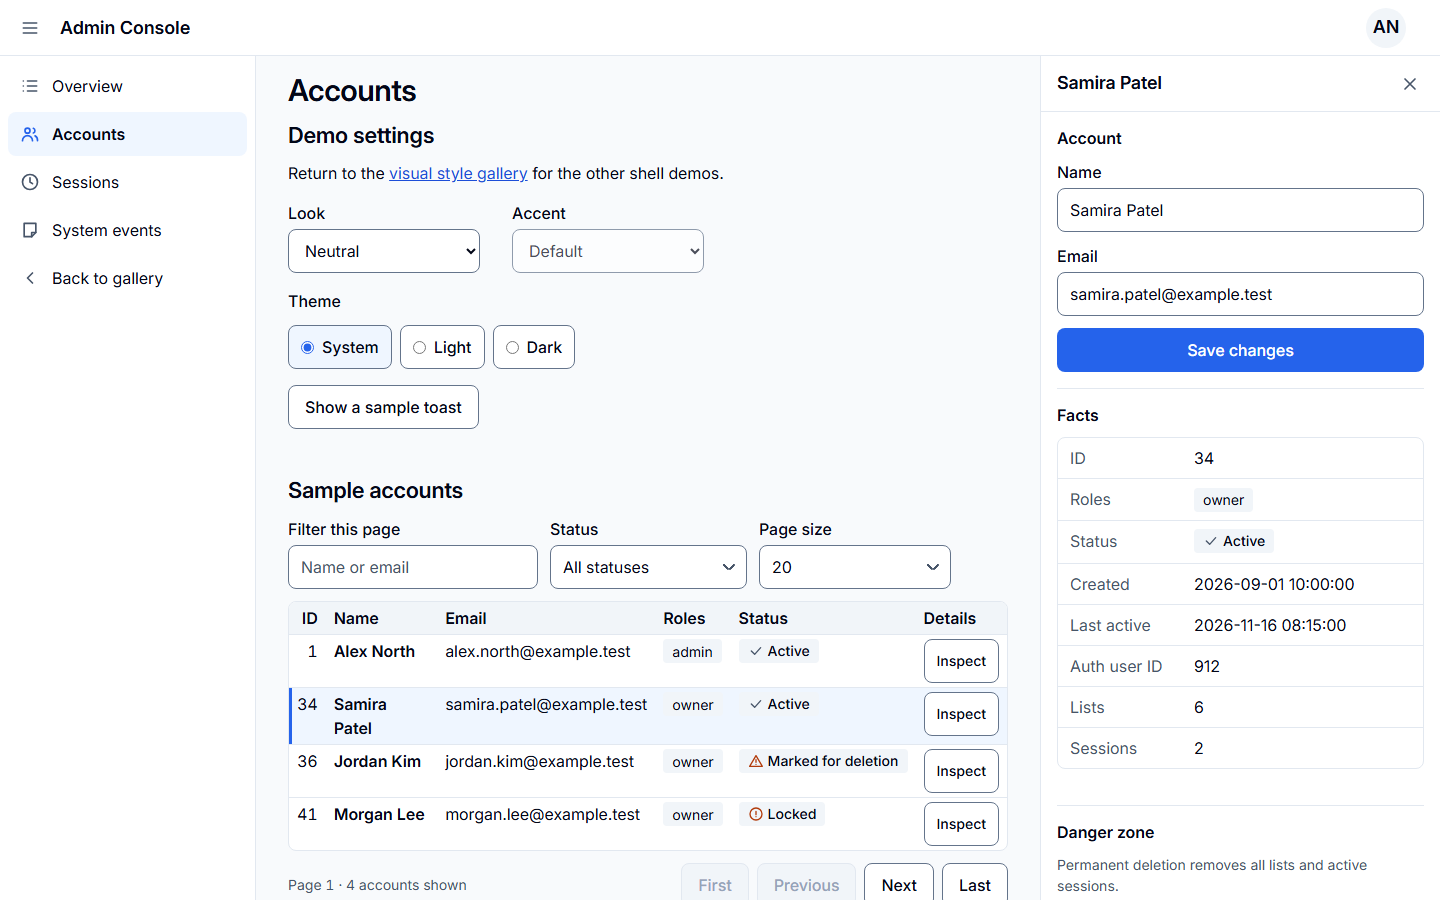 Admin Console
AN
Overview
Accounts
Sessions
System events
Back to gallery
Accounts
Demo settings
Return to the visual style gallery for the other shell demos.
Look
Accent
Neutral
Default
Theme
System
Light
Dark
Show a sample toast
Sample accounts
Filter this page
Status
Page size
Name or email
All statuses
20
ID Name Email Roles Status Details
1 Alex North alex.north@example.test admin Active Inspect
34 Samira Patel samira.patel@example.test owner Active Inspect
36 Jordan Kim jordan.kim@example.test owner Marked for deletion Inspect
41 Morgan Lee morgan.lee@example.test owner Locked Inspect
Page 1 · 4 accounts shown
First
Previous
Next
Last
Samira Patel
Account
Name
Samira Patel
Email
samira.patel@example.test
Save changes
Facts
ID 34
Roles owner
Status Active
Created 2026-09-01 10:00:00
Last active 2026-11-16 08:15:00
Auth user ID 912
Lists 6
Sessions 2
Danger zone
Permanent deletion removes all lists and active
sessions.